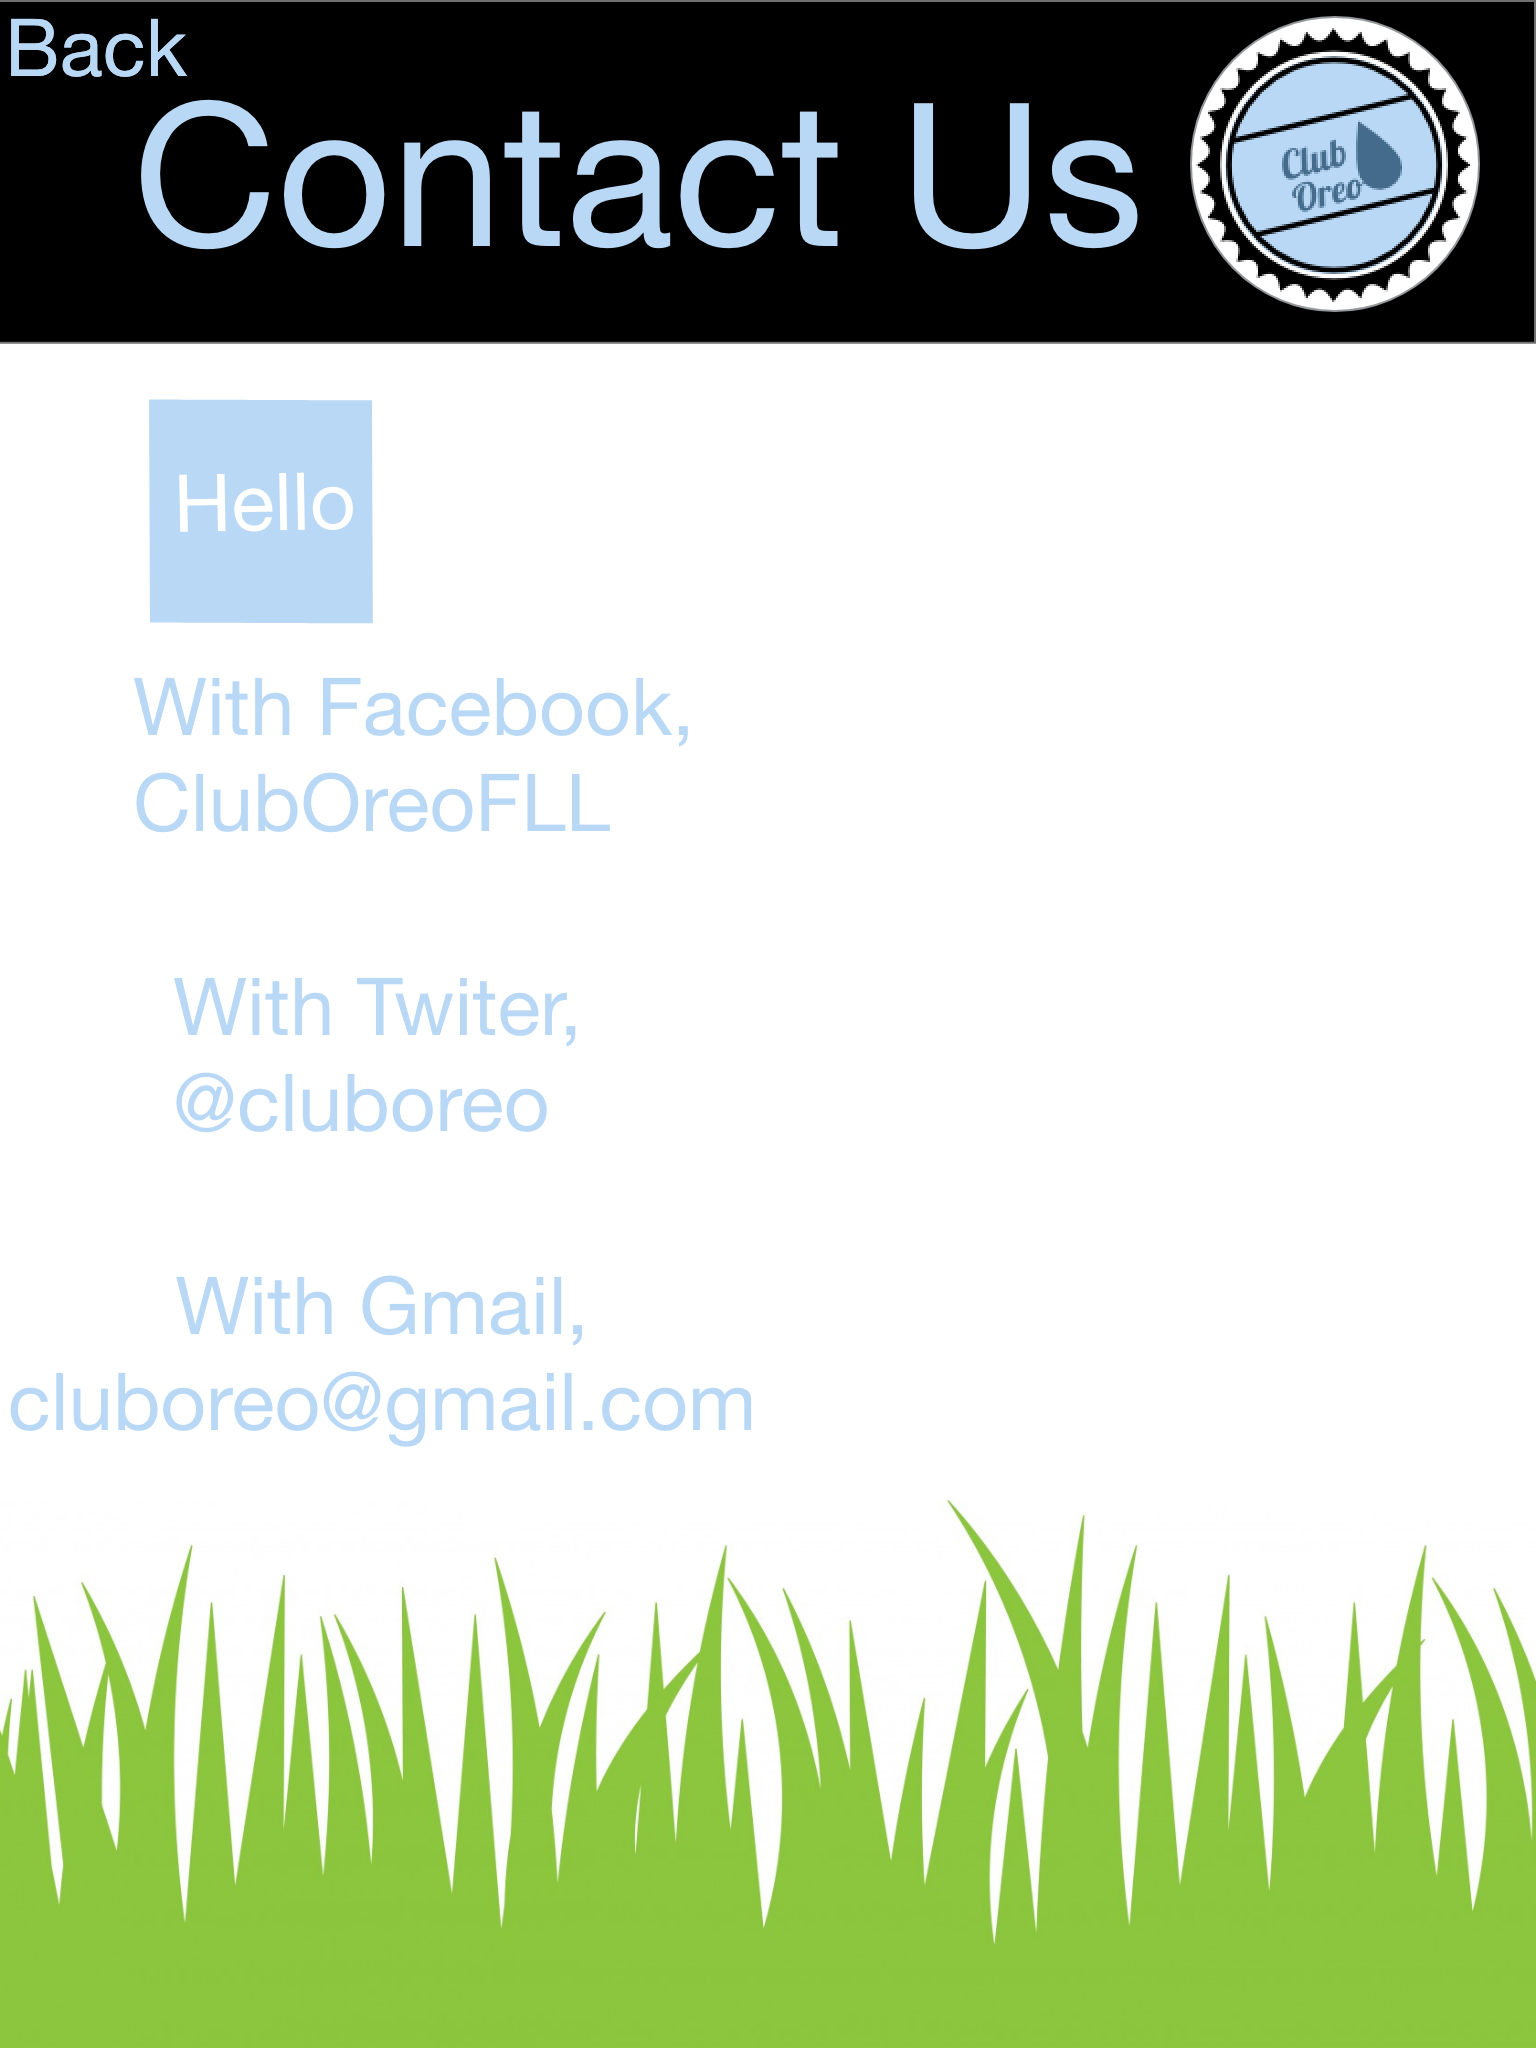 Back
Contact Us
Club
Oreo
Hello
With Facebook,
ClubOreoFLL
With Twiter,
@cluboreo
With Gmail,
cluboreo@gmail.com